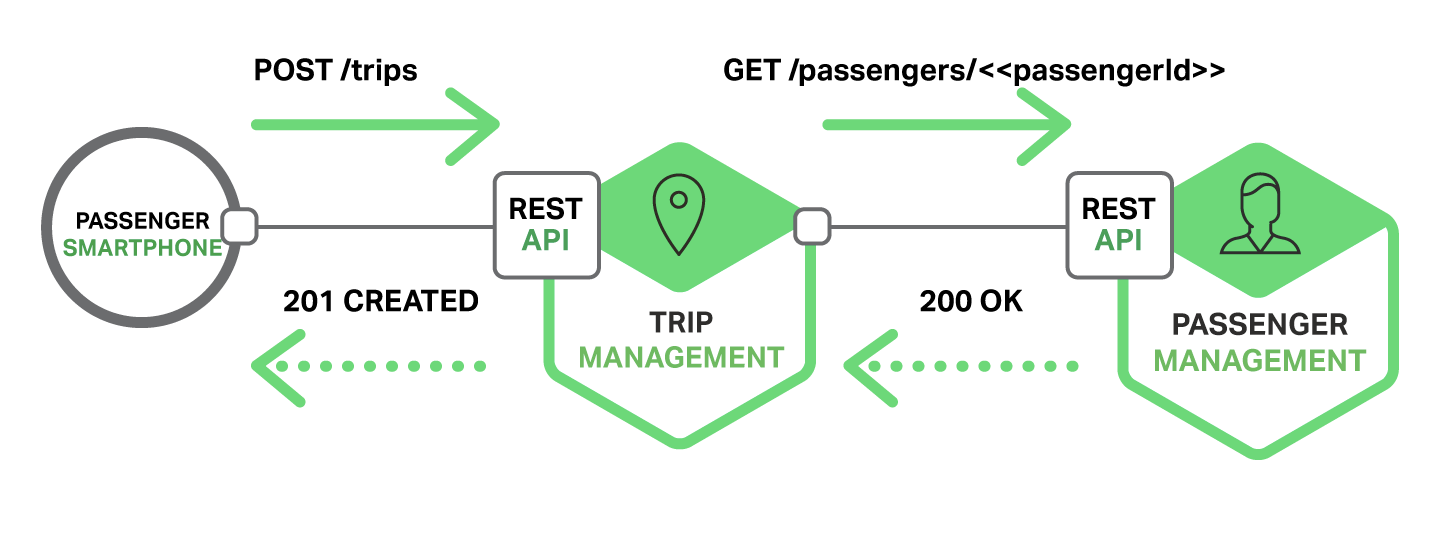 POST /trips
GET /passengers/<<passengerId>>
PASSENGER
SMARTPHONE
REST
API
REST
API
201 CREATED
200 OK
TRIP
MANAGEMENT
PASSENGER
MANAGEMENT